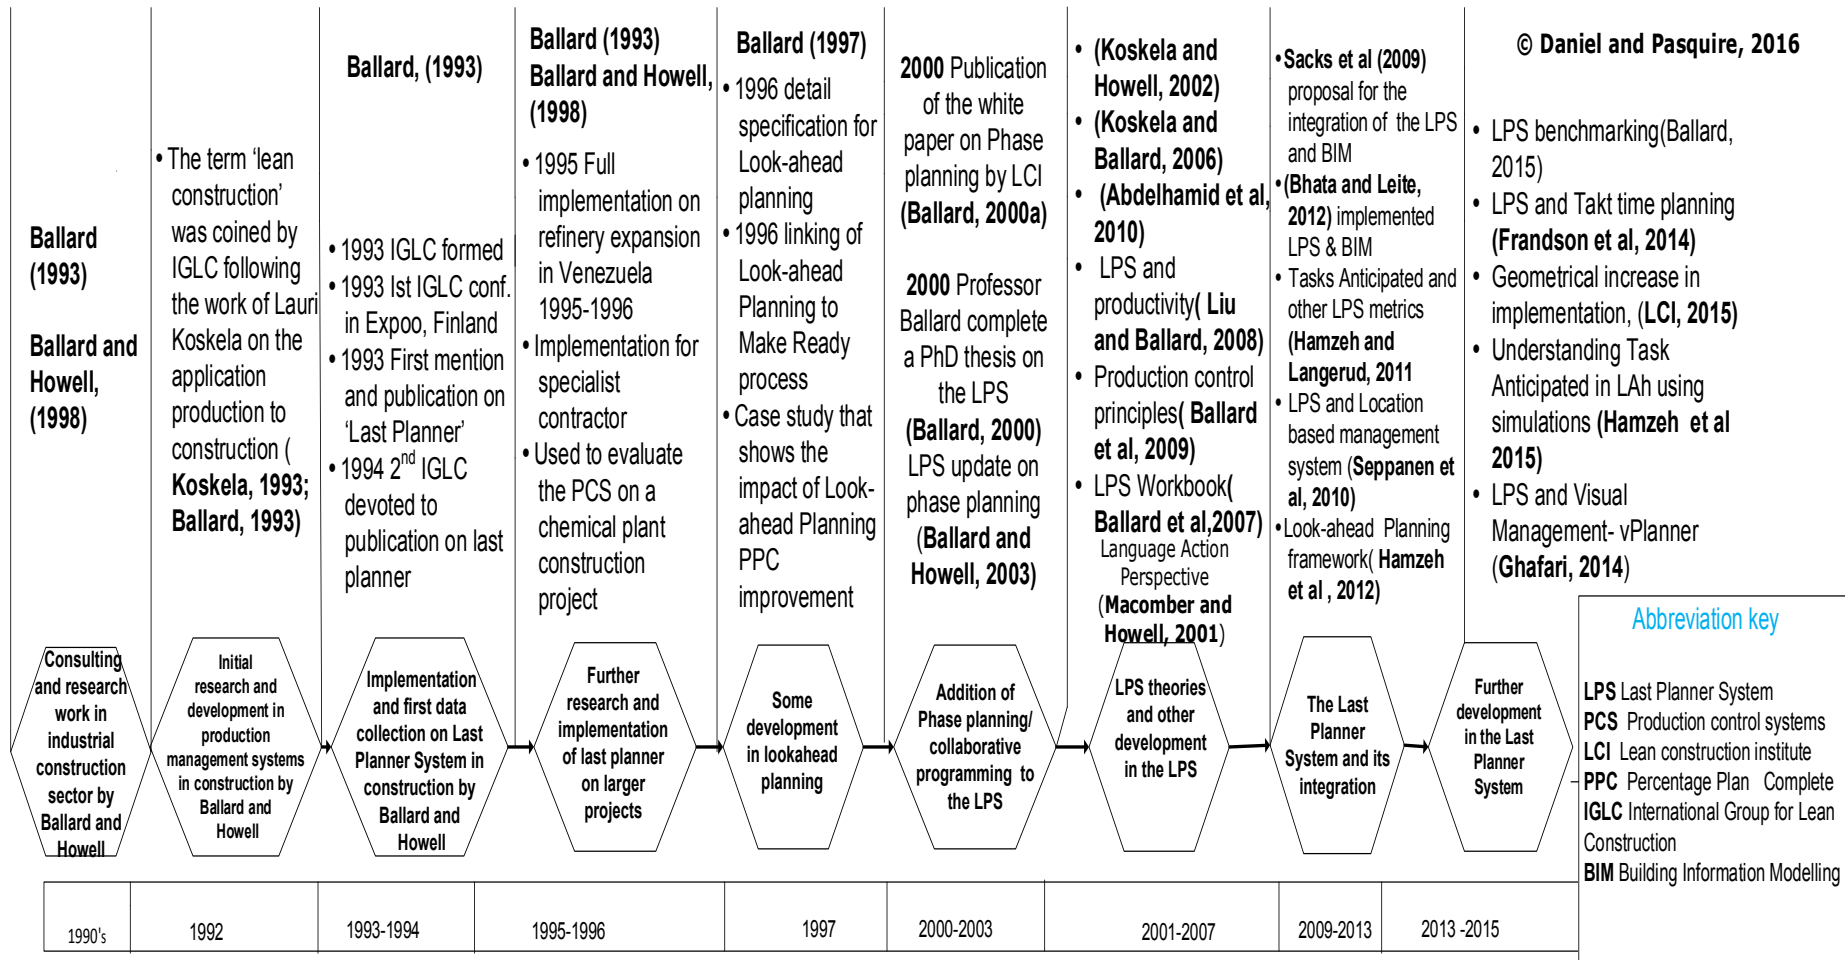 Ballard
(1993)
Ballard and
Howell,
(1998)
• The term ‘lean
construction’
was coined by
IGLC following
the work of Lauri
Koskela on the
application
production to
construction (
Koskela, 1993;
Ballard, 1993)
Ballard, (1993)
• 1993 IGLC formed
• 1993 Ist IGLC conf.
in Expoo, Finland
• 1993 First mention
and publication on
‘Last Planner’
• 1994 2nd IGLC
devoted to
publication on last
planner
Ballard (1993)
Ballard and Howell,
(1998)
• 1995 Full
implementation on
refinery expansion
in Venezuela
1995-1996
• Implementation for
specialist
contractor
• Used to evaluate
the PCS on a
chemical plant
construction
project
Ballard (1997)
• 1996 detail
specification for
Look-ahead
planning
• 1996 linking of
Look-ahead
Planning to
Make Ready
process
• Case study that
shows the
impact of Look-
ahead Planning
PPC
improvement
2000 Publication
of the white
paper on Phase
planning by LCI
(Ballard, 2000a)
2000 Professor
Ballard complete
a PhD thesis on
the LPS
(Ballard, 2000)
LPS update on
phase planning
(Ballard and
Howell, 2003)
• (Koskela and
Howell, 2002)
• (Koskela and
Ballard, 2006)
• (Abdelhamid et al,
2010)
• LPS and
productivity( Liu
and Ballard, 2008)
• Production control
principles( Ballard
et al, 2009)
• LPS Workbook(
Ballard et al,2007)
Language Action
Perspective
(Macomber and
Howell, 2001)
• Sacks et al (2009)
proposal for the
integration of the LPS
and BIM
• (Bhata and Leite,
2012) implemented
LPS & BIM
• Tasks Anticipated and
other LPS metrics
(Hamzeh and
Langerud, 2011
• LPS and Location
based management
system (Seppanen et
al, 2010)
• Look-ahead Planning
framework( Hamzeh
et al , 2012)
© Daniel and Pasquire, 2016
• LPS benchmarking(Ballard,
2015)
• LPS and Takt time planning
(Frandson et al, 2014)
• Geometrical increase in
implementation, (LCI, 2015)
• Understanding Task
Anticipated in LAh using
simulations (Hamzeh et al
2015)
• LPS and Visual
Management- vPlanner
(Ghafari, 2014)
Consulting
and research
work in
industrial
construction
sector by
Ballard and
Howell
Initial
research and
development in
production
management systems
in construction by
Ballard and
Howell
Implementation
and first data
collection on Last
Planner System in
construction by
Ballard and
Howell
Further
research and
implementation
of last planner
on larger
projects
Some
development
in lookahead
planning
Addition of
Phase planning/
collaborative
programming to
the LPS
LPS theories
and other
development
in the LPS
The Last
Planner
System and its
integration
Further
development
in the Last
Planner
System
Abbreviation key
LPS Last Planner System
PCS Production control systems
LCI Lean construction institute
PPC Percentage Plan Complete
IGLC International Group for Lean
Construction
BIM Building Information Modelling
1990's
1992
1993-1994
1995-1996
1997
2000-2003
2001-2007
2009-2013
2013 -2015